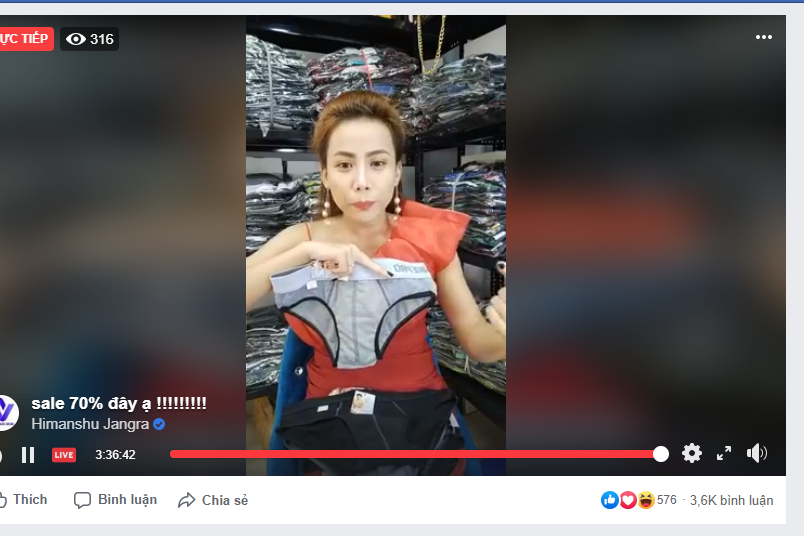 ỰC TIẾP
316
sale 70% đây ạ !!!!!!!!!
Himanshu Jangra
LIVE
3:36:42
Thích
Bình luận
Chia sẻ
576 · 3,6K bình luận